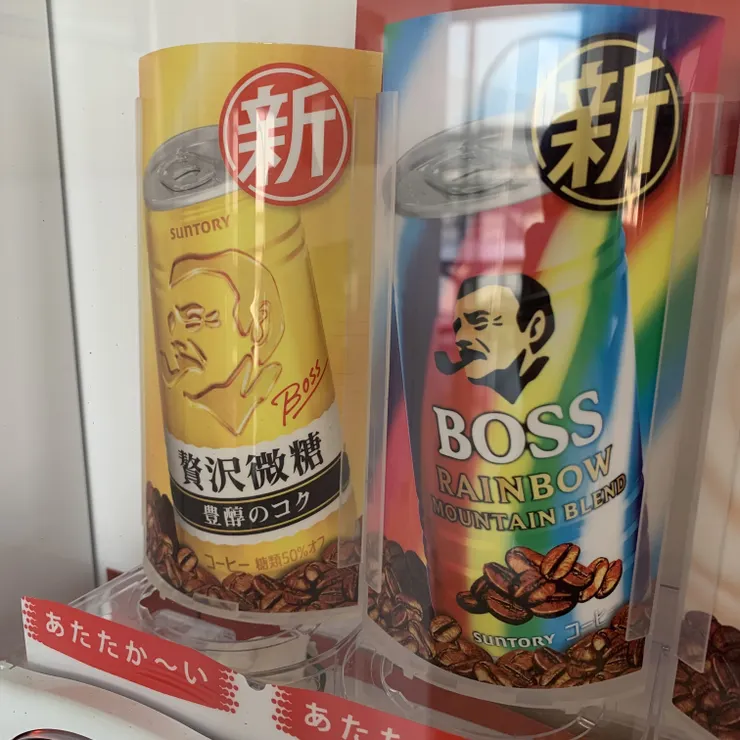 新
SUNTORY
Boss
贅沢微糖
豊醇のコク
コーヒー 糖類50%オフ
新
BOSS
RAINBOW
MOUNTAIN BLEND
SUNTORY コーヒ
あたたか〜い
あたた